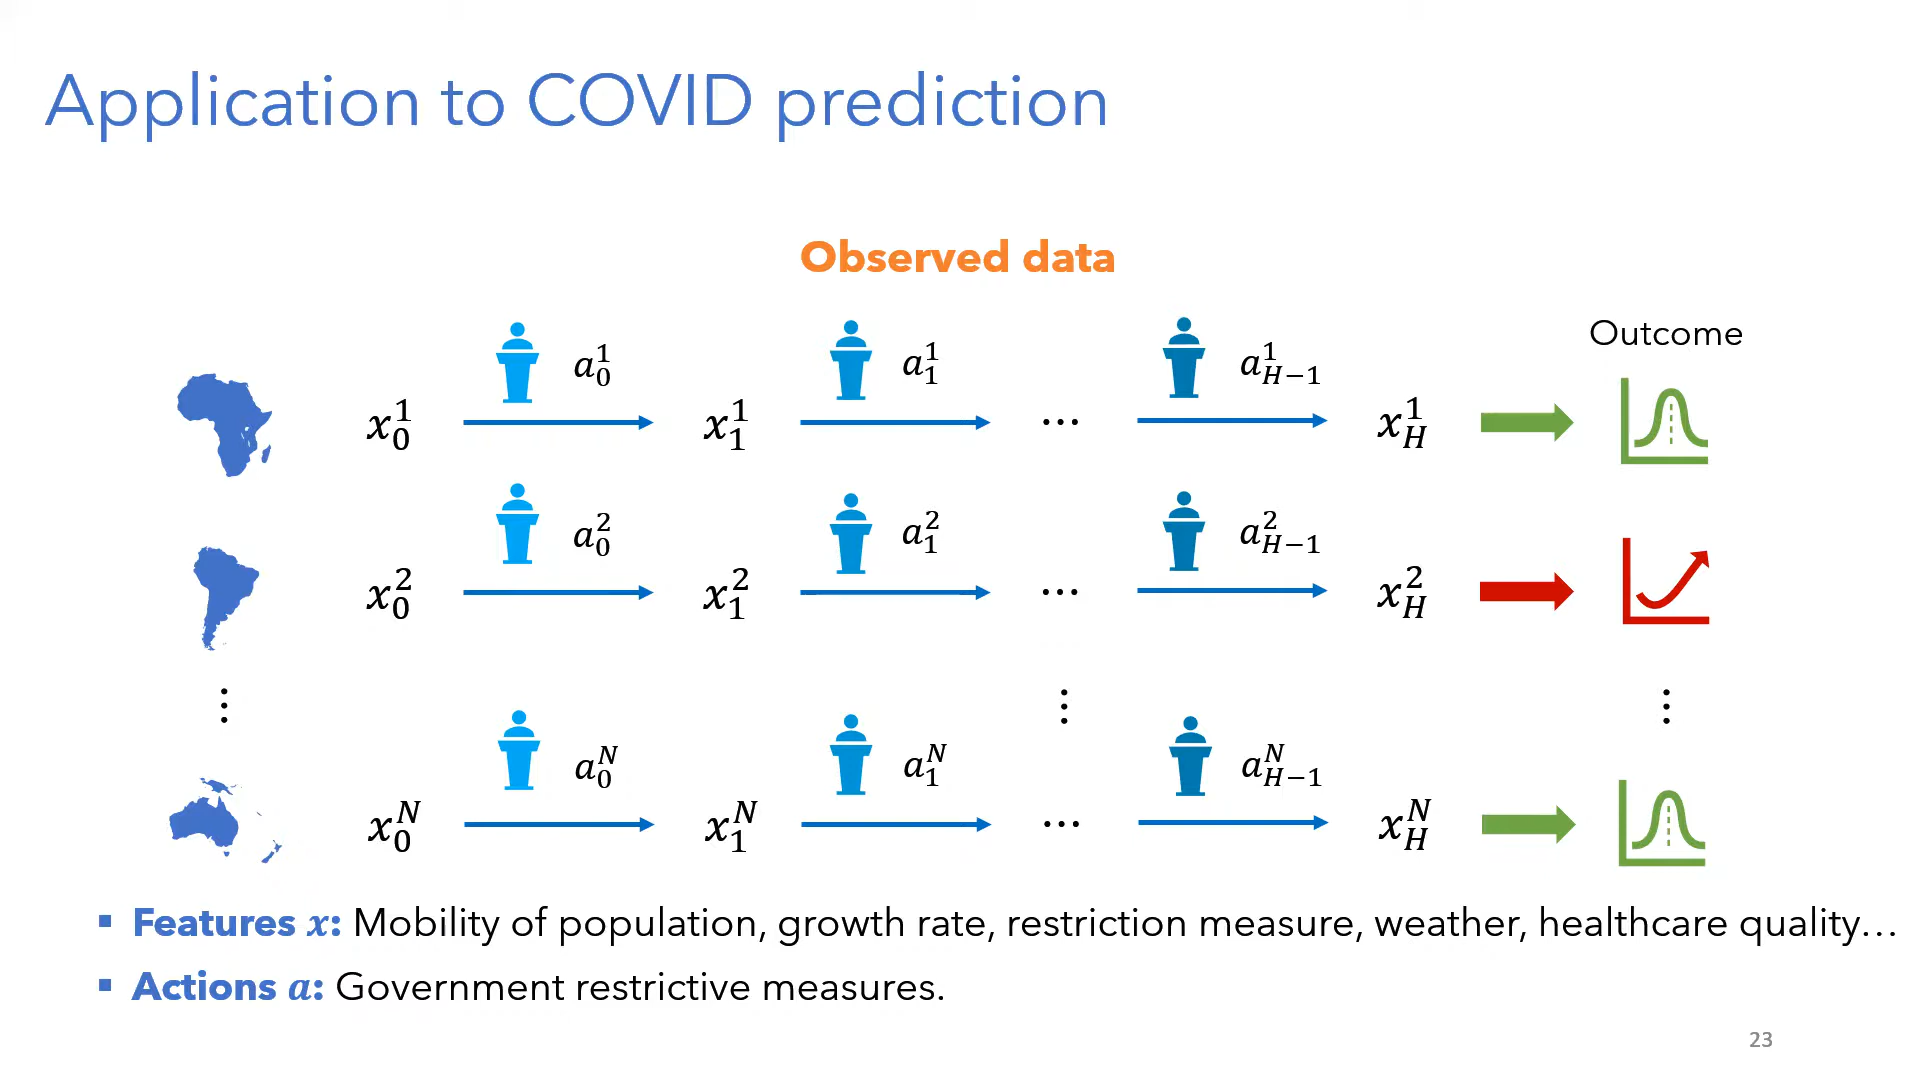 Application to COVID prediction
Observed data
Outcome
$a_0^1$ $a_1^1$ $a_{H-1}^1$
$x_0^1$ $x_1^1$ … $x_H^1$
$a_0^2$ $a_1^2$ $a_{H-1}^2$
$x_0^2$ $x_1^2$ … $x_H^2$
⋮ ⋮ ⋮
$a_0^N$ $a_1^N$ $a_{H-1}^N$
$x_0^N$ $x_1^N$ … $x_H^N$
▪ Features $x$: Mobility of population, growth rate, restriction measure, weather, healthcare quality…
▪ Actions $a$: Government restrictive measures.
23